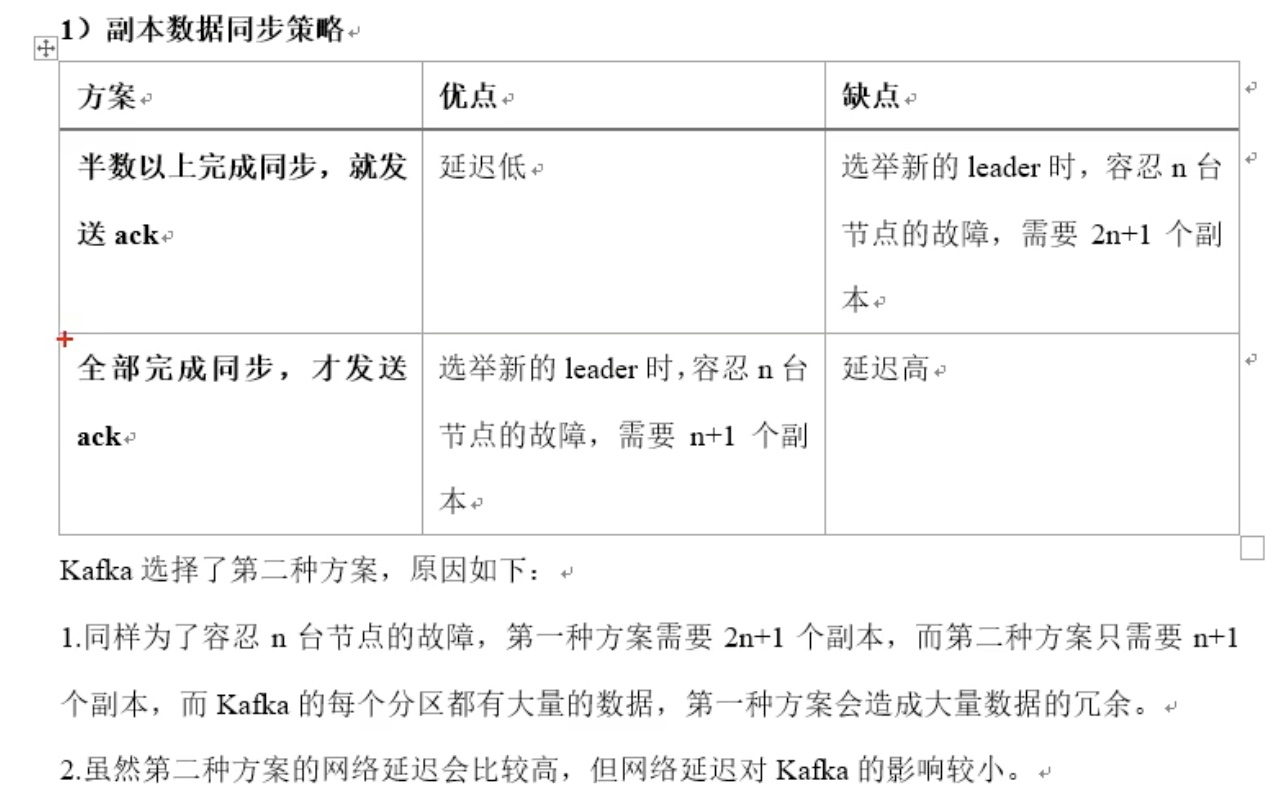 1）副本数据同步策略
方案 优点 缺点
半数以上完成同步，就发
送 ack
延迟低
选举新的 leader 时，容忍 n 台
节点的故障，需要 2n+1 个副
本
全部完成同步，才发送
ack
选举新的 leader 时，容忍 n 台
节点的故障，需要 n+1 个副
本
延迟高
Kafka 选择了第二种方案，原因如下：
1.同样为了容忍 n 台节点的故障，第一种方案需要 2n+1 个副本，而第二种方案只需要 n+1
个副本，而 Kafka 的每个分区都有大量的数据，第一种方案会造成大量数据的冗余。
2.虽然第二种方案的网络延迟会比较高，但网络延迟对 Kafka 的影响较小。